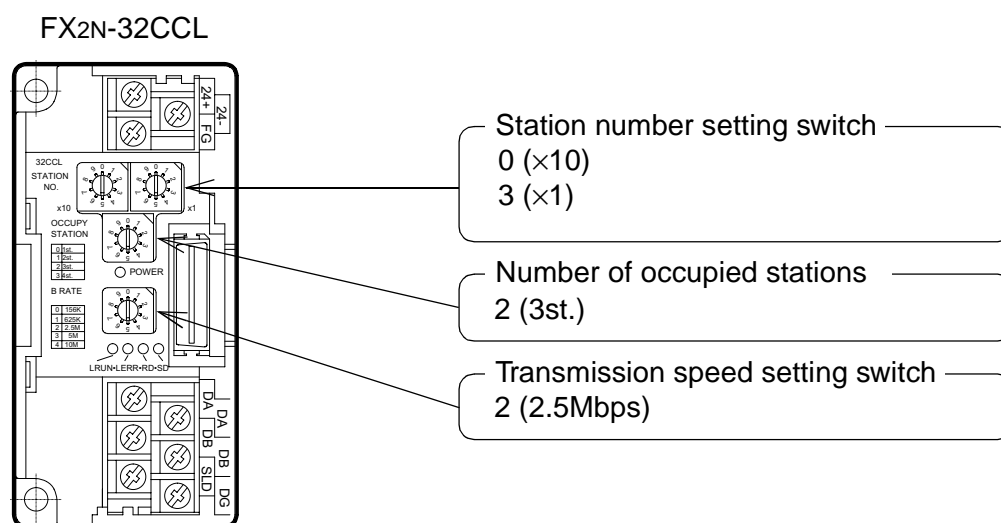 FX2N-32CCL
24+
24-
FG
32CCL
STATION
NO.
x10
x1
OCCUPY
STATION
0 1st.
1 2st.
2 3st.
3 4st.
POWER
B RATE
0 156K
1 625K
2 2.5M
3 5M
4 10M
LRUN•LERR•RD•SD
DA
DA
DB
DB
SLD
DG
Station number setting switch
0 (×10)
3 (×1)
Number of occupied stations
2 (3st.)
Transmission speed setting switch
2 (2.5Mbps)